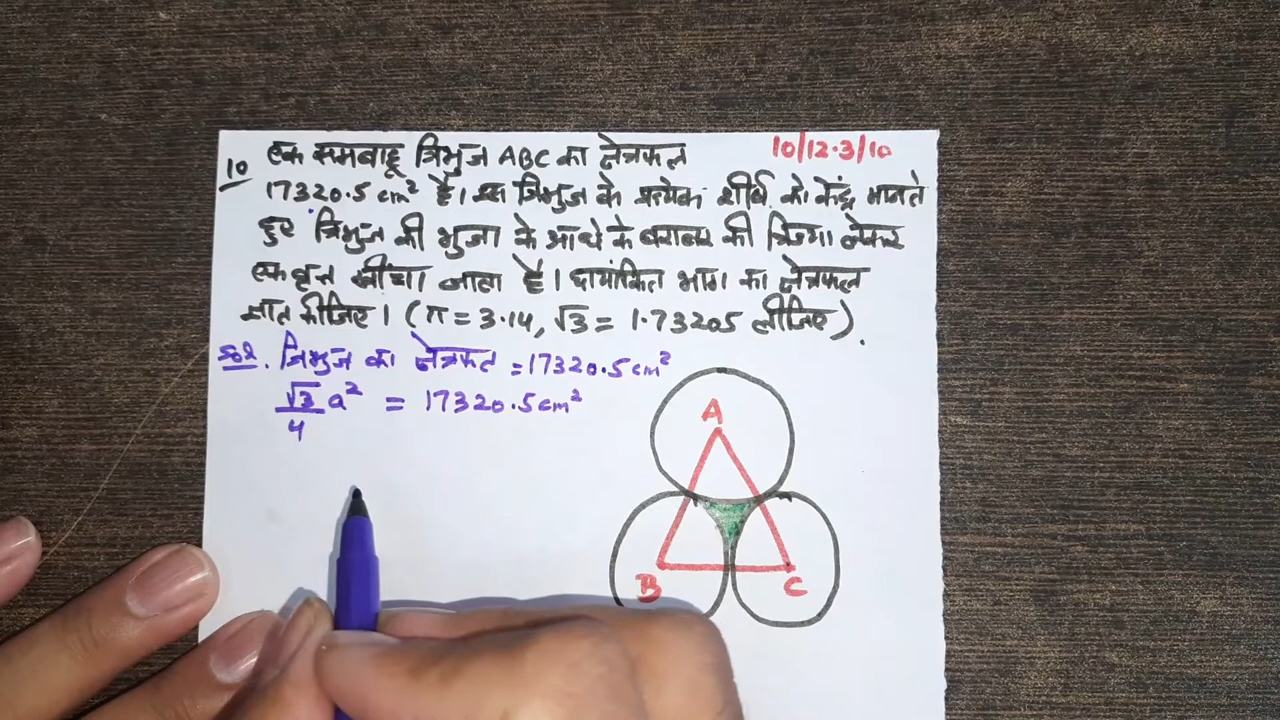 10 एक समबाहू त्रिभुज ABC का क्षेत्रफल 10/12.3/10
17320.5 cm² है। इस त्रिभुज के प्रत्येक शीर्ष को केंद्र मानते
हुए त्रिभुज की भुजा के आधे के बराबर की त्रिज्या लेकर
एक वृत्त खींचा जाता है। छायांकित भाग का क्षेत्रफल
ज्ञात कीजिए। (π = 3.14, √3 = 1.73205 लीजिए).
Sol. त्रिभुज का क्षेत्रफल = 17320.5 cm²
√3/4 a² = 17320.5 cm²
A
B C